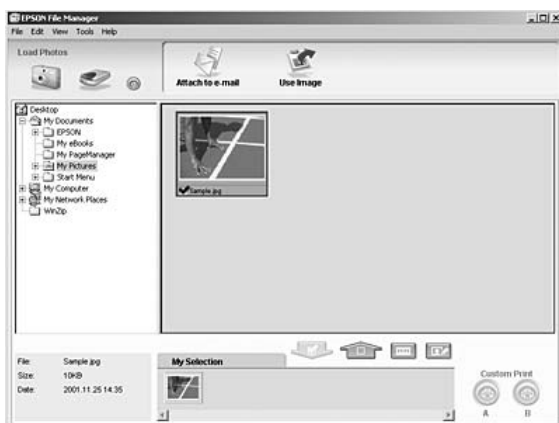 EPSON File Manager
File Edit View Tools Help
Load Photos
Attach to e-mail
Use Image
Desktop
My Documents
EPSON
My eBooks
My PageManager
My Pictures
Start Menu
My Computer
My Network Places
WinZip
Sample.jpg
File: Sample.jpg
Size: 10KB
Date: 2001.11.25 14:35
My Selection
Custom Print
A B